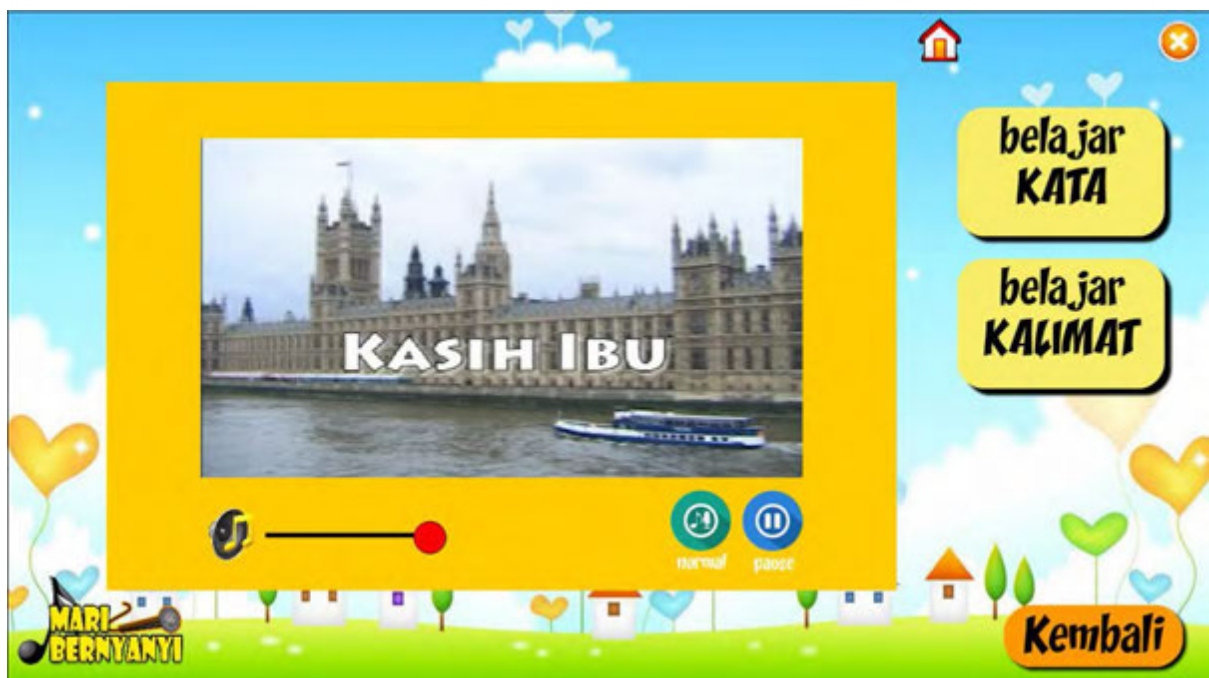 belajar
KATA
belajar
KALIMAT
KASIH IBU
normal
pause
MARI
BERNYANYI
Kembali